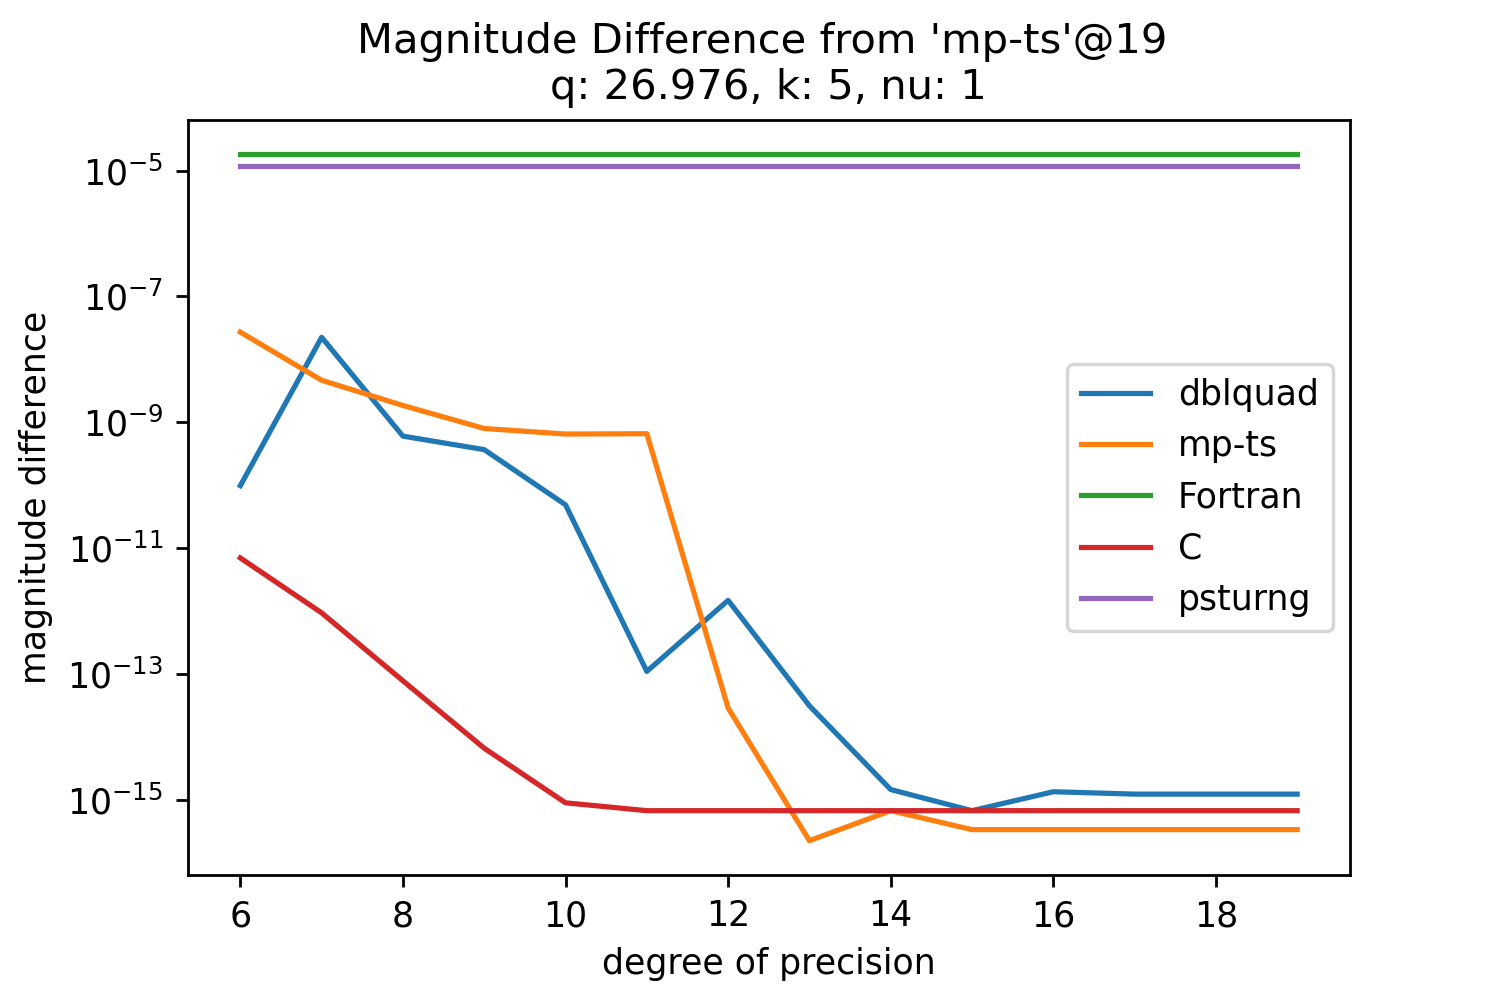 Magnitude Difference from 'mp-ts'@19
q: 26.976, k: 5, nu: 1
magnitude difference
10⁻⁵
10⁻⁷
10⁻⁹
10⁻¹¹
10⁻¹³
10⁻¹⁵
dblquad
mp-ts
Fortran
C
psturng
6 8 10 12 14 16 18
degree of precision